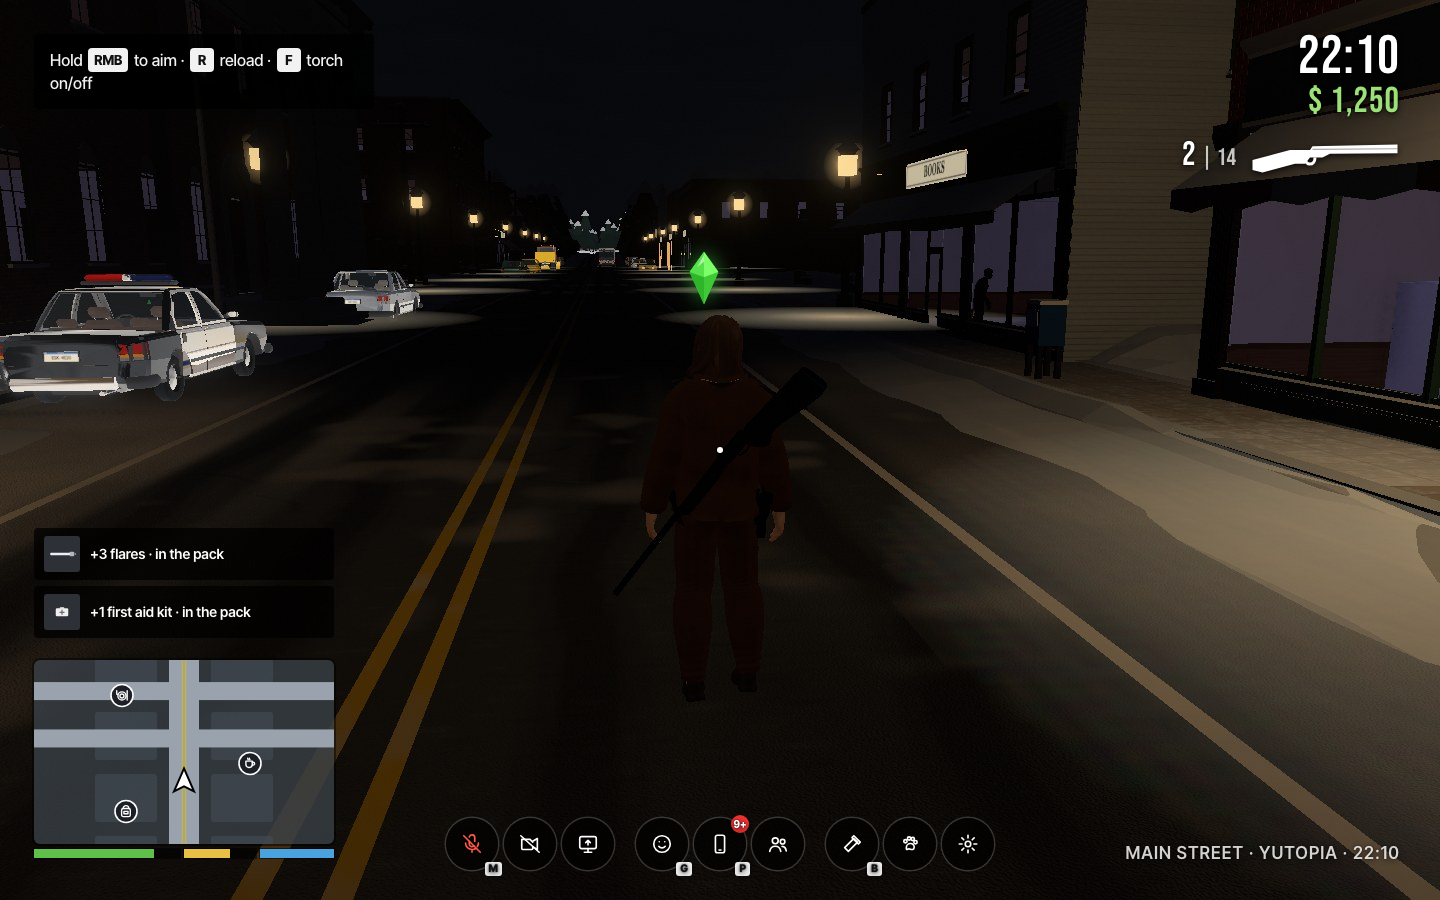 Hold RMB to aim · R reload · F torch
on/off
22:10
$ 1,250
2 | 14
BOOKS
+3 flares · in the pack
+1 first aid kit · in the pack
9+
M
G
P
B
MAIN STREET · YUTOPIA · 22:10